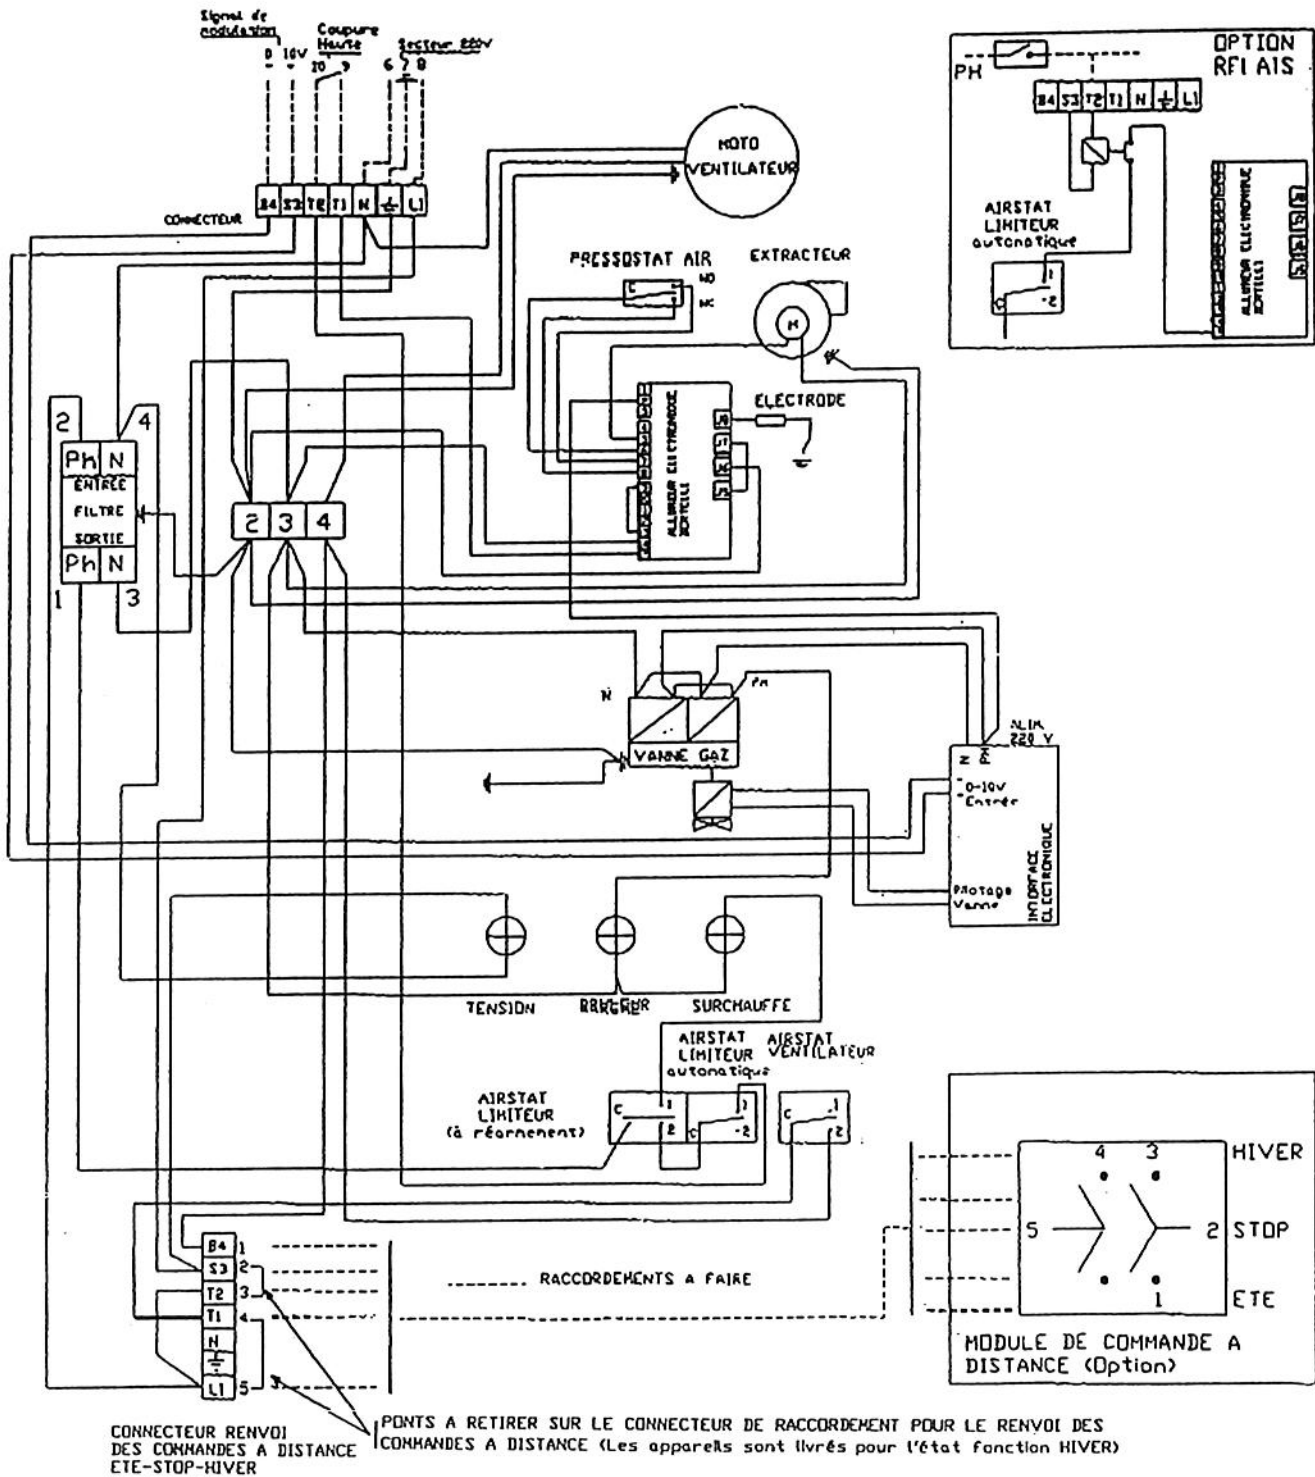 Signal de
modulation
Coupure
Haute
Secteur 220V
0 10V 20 9 6 7 8
B4 S3 T2 T1 N L1
CONNECTEUR
MOTO
VENTILATEUR
OPTION
PH
B4 S3 T2 T1 N L1
AIRSTAT
LIMITEUR
automatique
1
-2
ALLUMEUR ELECTRONIQUE
PRESSOSTAT AIR
C
NO
NC
EXTRACTEUR
M
ELECTRODE
ALLUMEUR ELECTRONIQUE
2 4
Ph N
ENTREE
FILTRE
SORTIE
Ph N
1 3
2 3 4
N
PH
VANNE GAZ
ALIM.
220 V
N PH
0-10V
Entrée
Pilotage
Vanne
INTERFACE
ELECTRONIQUE
TENSION
SURCHAUFFE
AIRSTAT
LIMITEUR
automatique
AIRSTAT
VENTILATEUR
AIRSTAT
LIMITEUR
(à réarmement)
C 1 2
C 1 -2
C 1 2
B4 1
S3 2
T2 3
T1 4
N
L1 5
RACCORDEMENTS A FAIRE
4 3 HIVER
5 2 STOP
1 ETE
MODULE DE COMMANDE A
DISTANCE (Option)
CONNECTEUR RENVOI
DES COMMANDES A DISTANCE
ETE-STOP-HIVER
PONTS A RETIRER SUR LE CONNECTEUR DE RACCORDEMENT POUR LE RENVOI DES
COMMANDES A DISTANCE (Les appareils sont livrés pour l'état fonction HIVER)